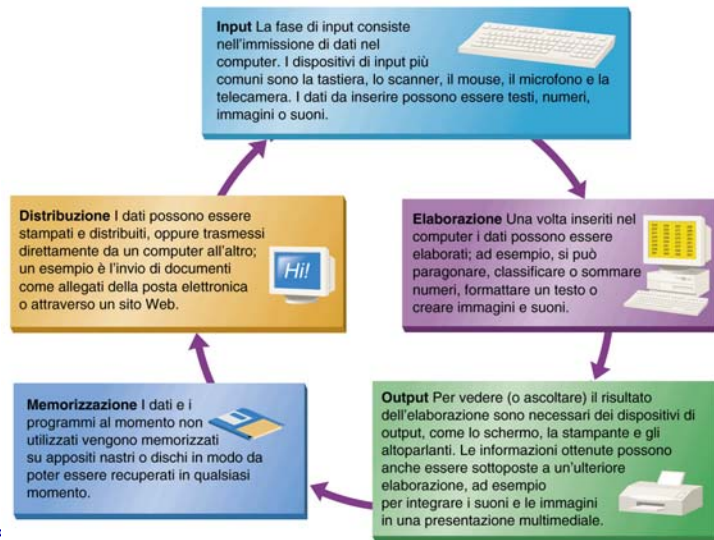 Input La fase di input consiste
nell'immissione di dati nel
computer. I dispositivi di input più
comuni sono la tastiera, lo scanner, il mouse, il microfono e la
telecamera. I dati da inserire possono essere testi, numeri,
immagini o suoni.
Elaborazione Una volta inseriti nel
computer i dati possono essere
elaborati; ad esempio, si può
paragonare, classificare o sommare
numeri, formattare un testo o
creare immagini e suoni.
Output Per vedere (o ascoltare) il risultato
dell'elaborazione sono necessari dei dispositivi di
output, come lo schermo, la stampante e gli
altoparlanti. Le informazioni ottenute possono
anche essere sottoposte a un'ulteriore
elaborazione, ad esempio
per integrare i suoni e le immagini
in una presentazione multimediale.
Memorizzazione I dati e i
programmi al momento non
utilizzati vengono memorizzati
su appositi nastri o dischi in modo da
poter essere recuperati in qualsiasi
momento.
Distribuzione I dati possono essere
stampati e distribuiti, oppure trasmessi
direttamente da un computer all'altro;
un esempio è l'invio di documenti
come allegati della posta elettronica
o attraverso un sito Web.
Hi!